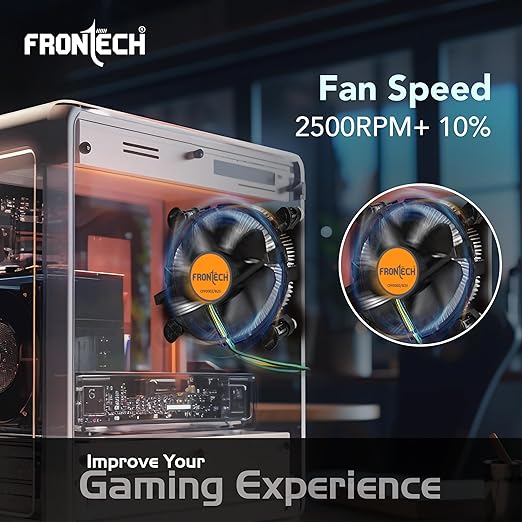 FRONTECH®
Fan Speed
2500RPM+ 10%
FRONTECH
FRONTECH
G
Improve Your
Gaming Experience